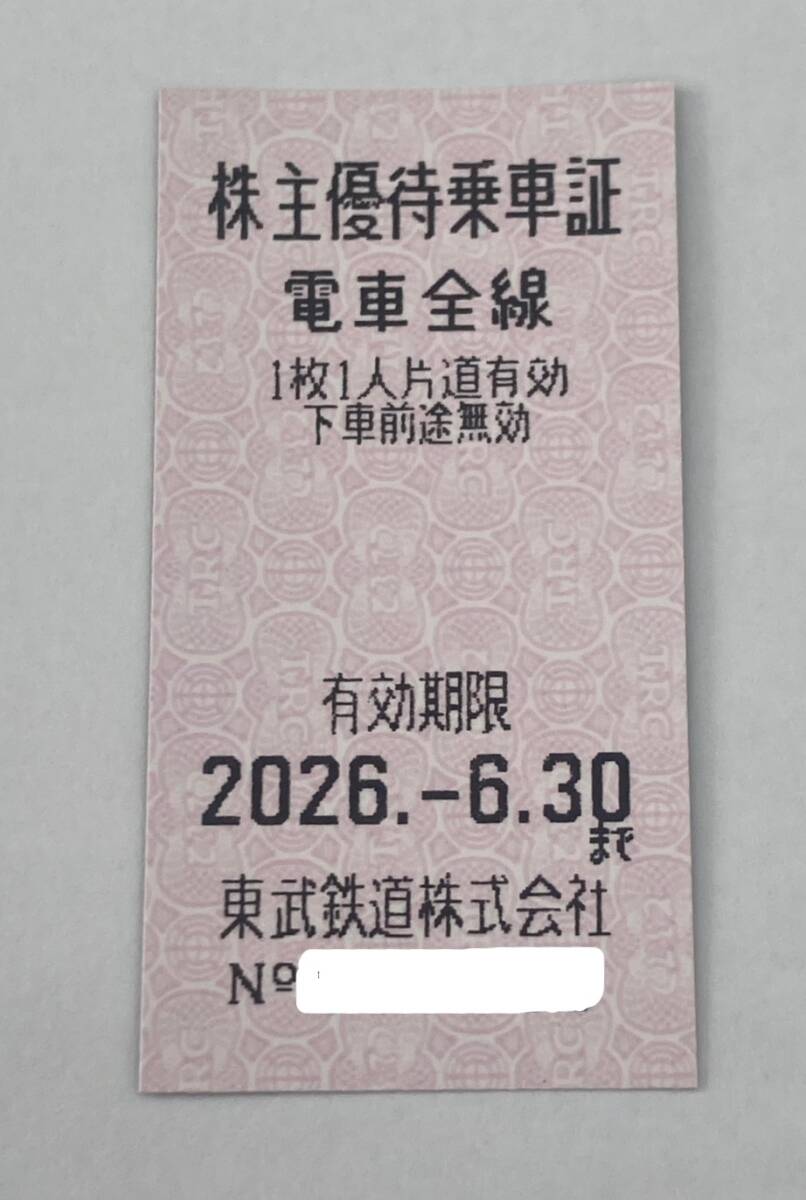 株主優待乗車証
電車全線
1枚1人片道有効
下車前途無効
有効期限
2026.-6.30
まで
東武鉄道株式会社
Nº